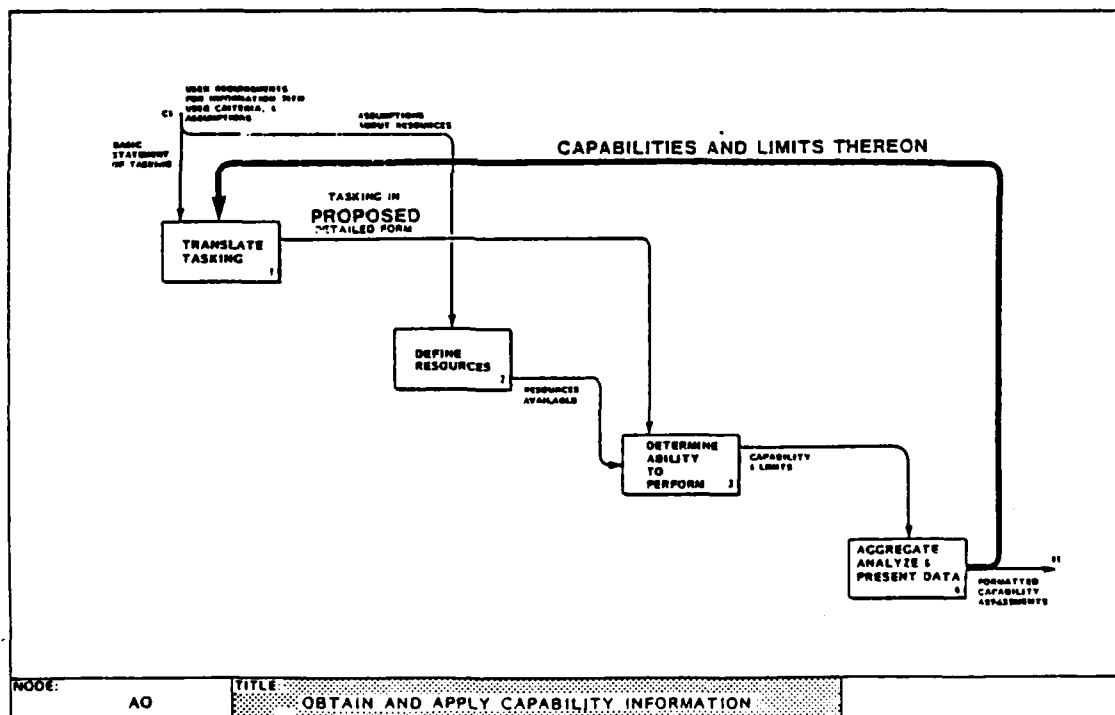 USER REQUIREMENTS
FOR INFORMATION WITH
USER CRITERIA, &
ASSUMPTIONS
C1
ASSUMPTIONS
ABOUT RESOURCES
BASIC
STATEMENT
OF TASKING
CAPABILITIES AND LIMITS THEREON
TASKING IN
PROPOSED
DETAILED FORM
TRANSLATE
TASKING
1
DEFINE
RESOURCES
2
RESOURCES
AVAILABLE
DETERMINE
ABILITY
TO
PERFORM
3
CAPABILITY
& LIMITS
AGGREGATE
ANALYZE &
PRESENT DATA
4
FORMATTED
CAPABILITY
ASSESSMENTS
NODE:
AO
TITLE:
OBTAIN AND APPLY CAPABILITY INFORMATION